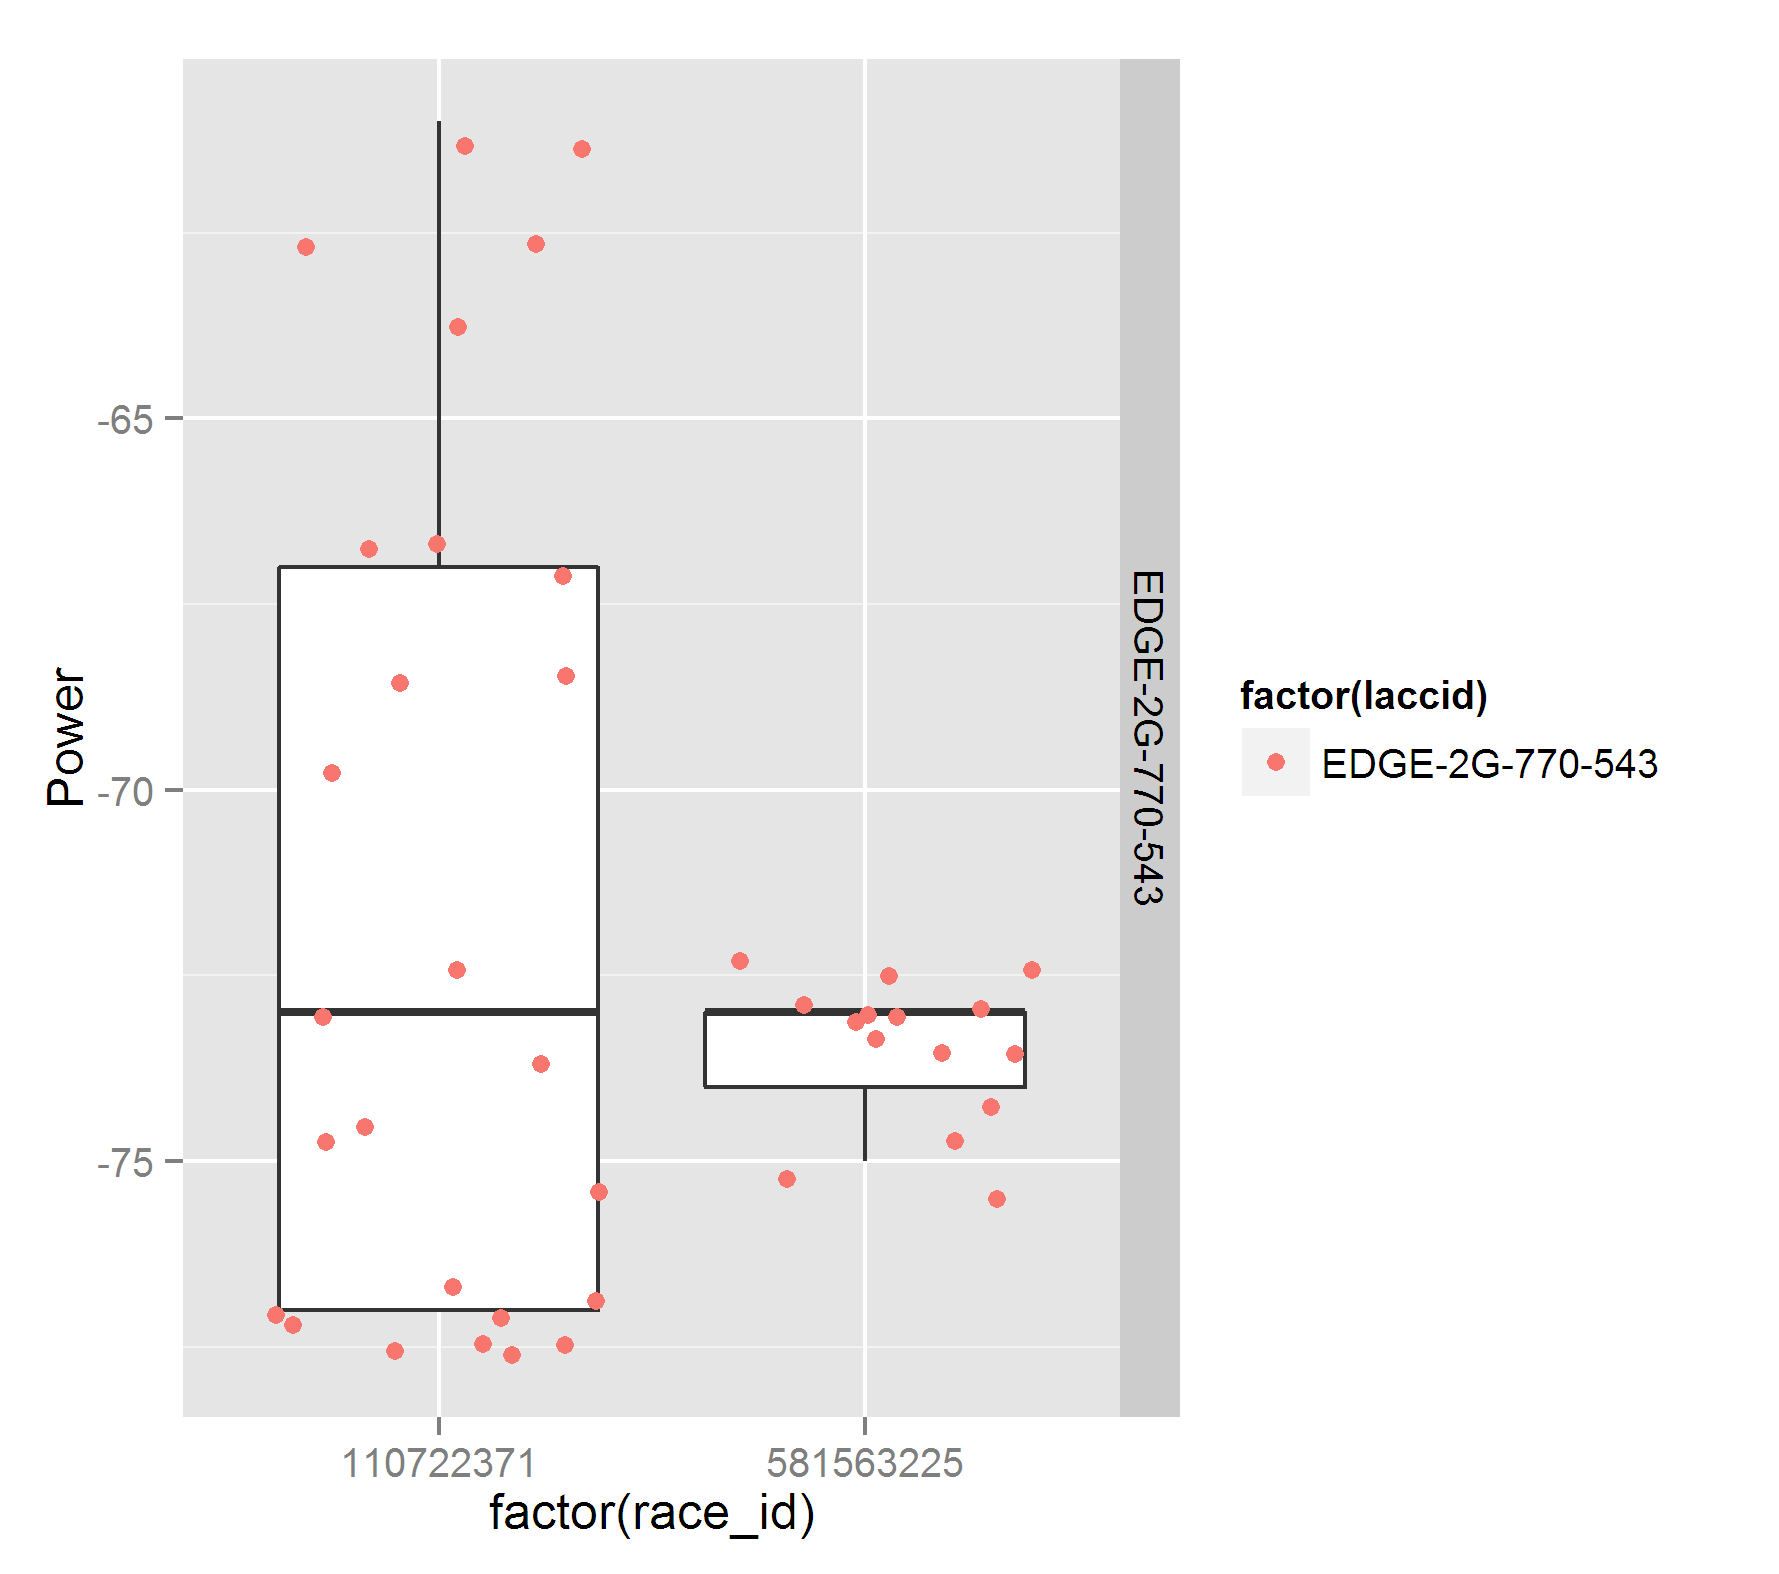 Power
-65
-70
-75
110722371
581563225
factor(race_id)
EDGE-2G-770-543
factor(laccid)
EDGE-2G-770-543